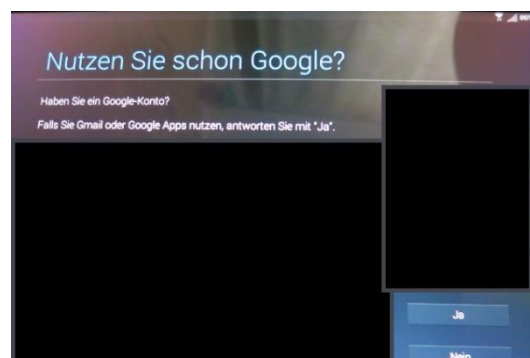 Nutzen Sie schon Google?
Haben Sie ein Google-Konto?
Falls Sie Gmail oder Google Apps nutzen, antworten Sie mit "Ja".
Ja
Nein